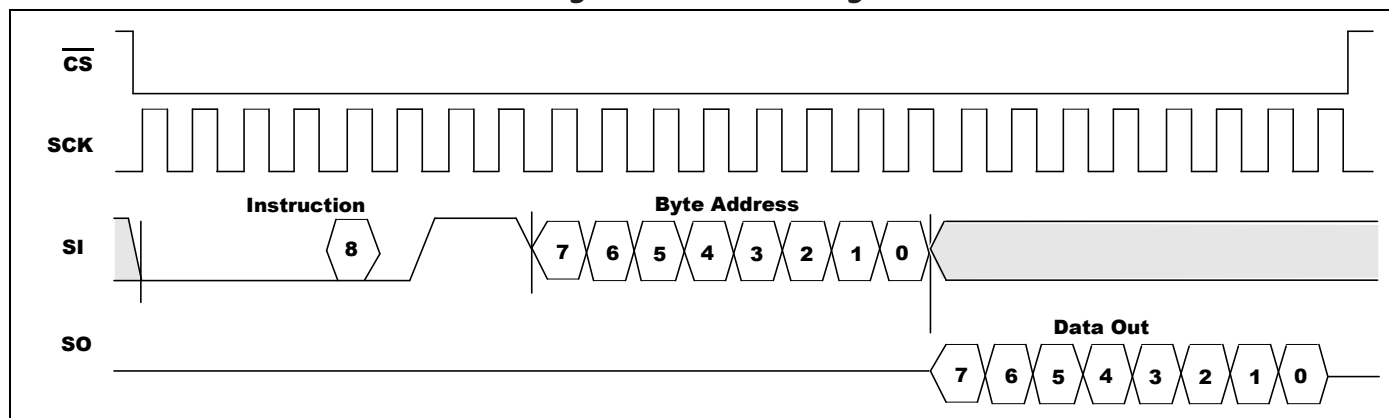 CS
SCK
Instruction
Byte Address
SI
8
7 6 5 4 3 2 1 0
Data Out
SO
7 6 5 4 3 2 1 0